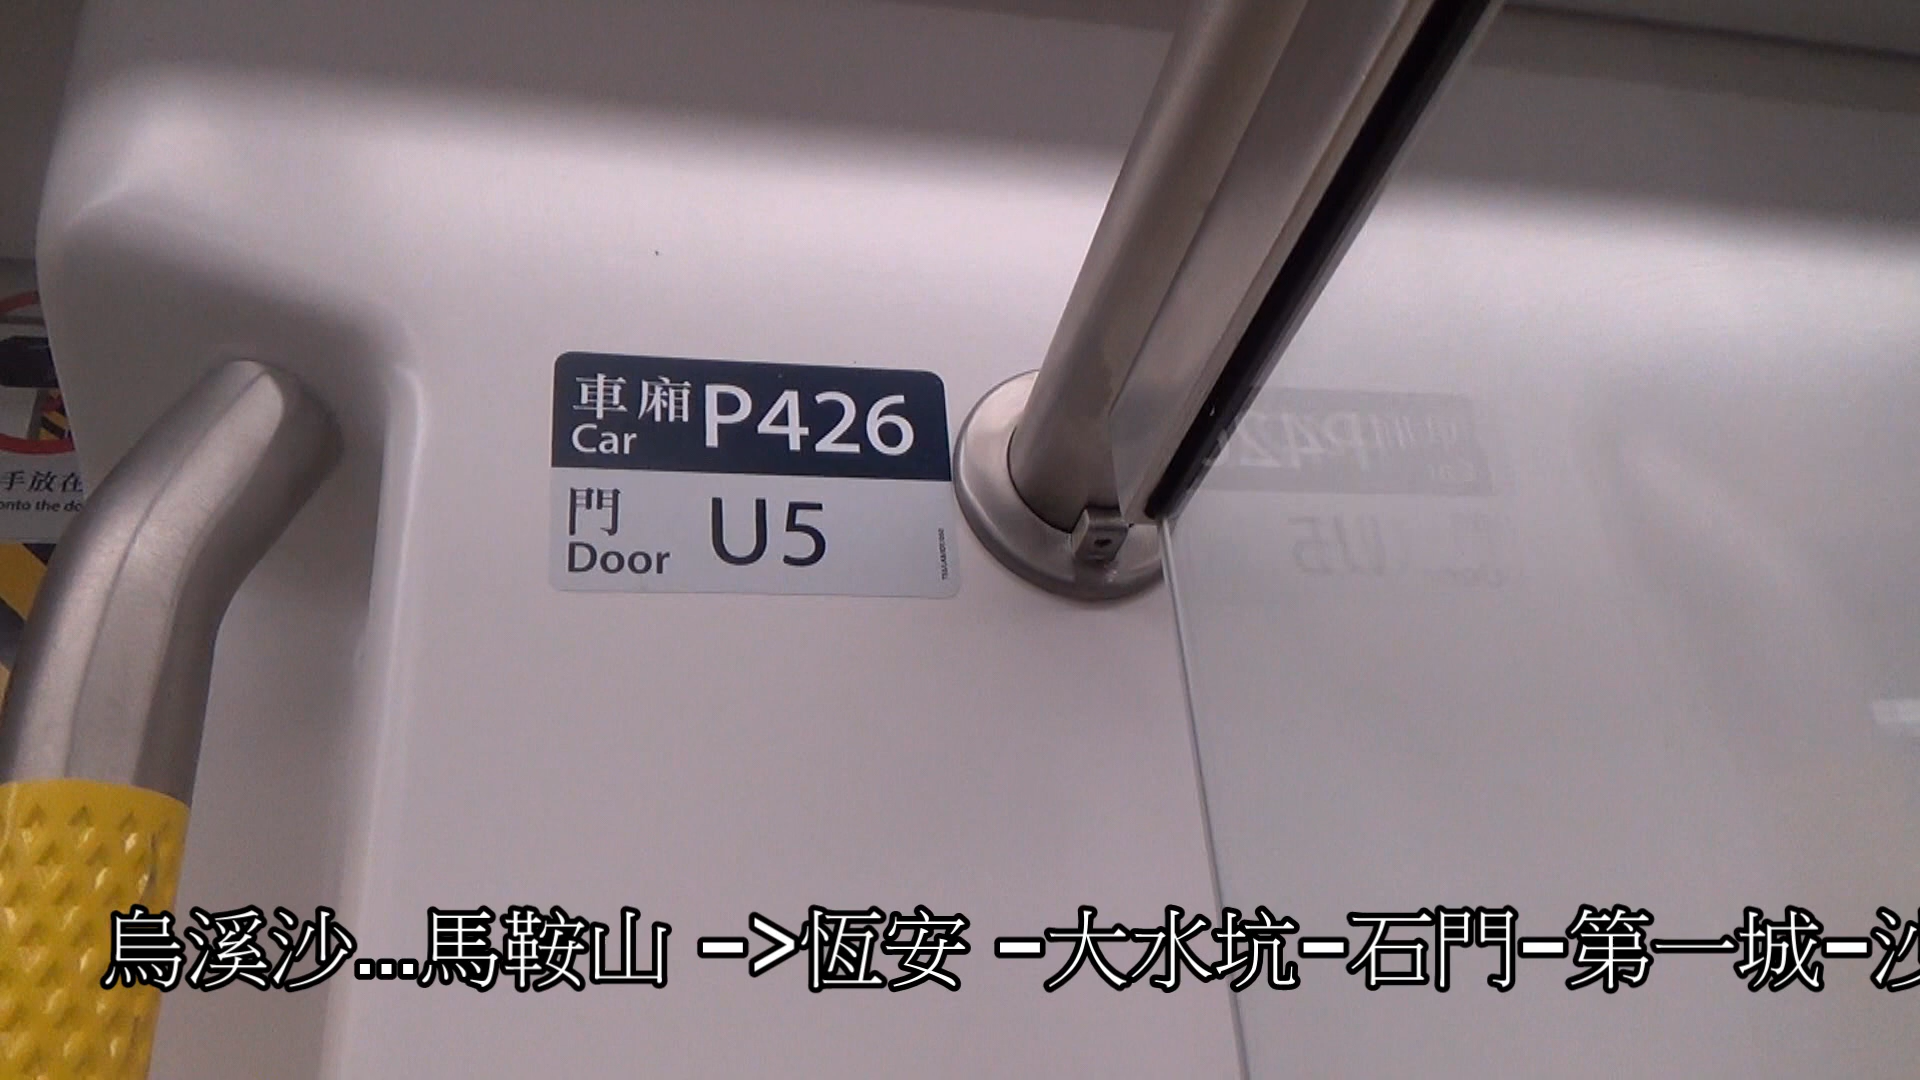 車廂 P426
Car
門 U5
Door
手放在
onto the do
烏溪沙...馬鞍山 ->恆安 -大水坑-石門-第一城-沙